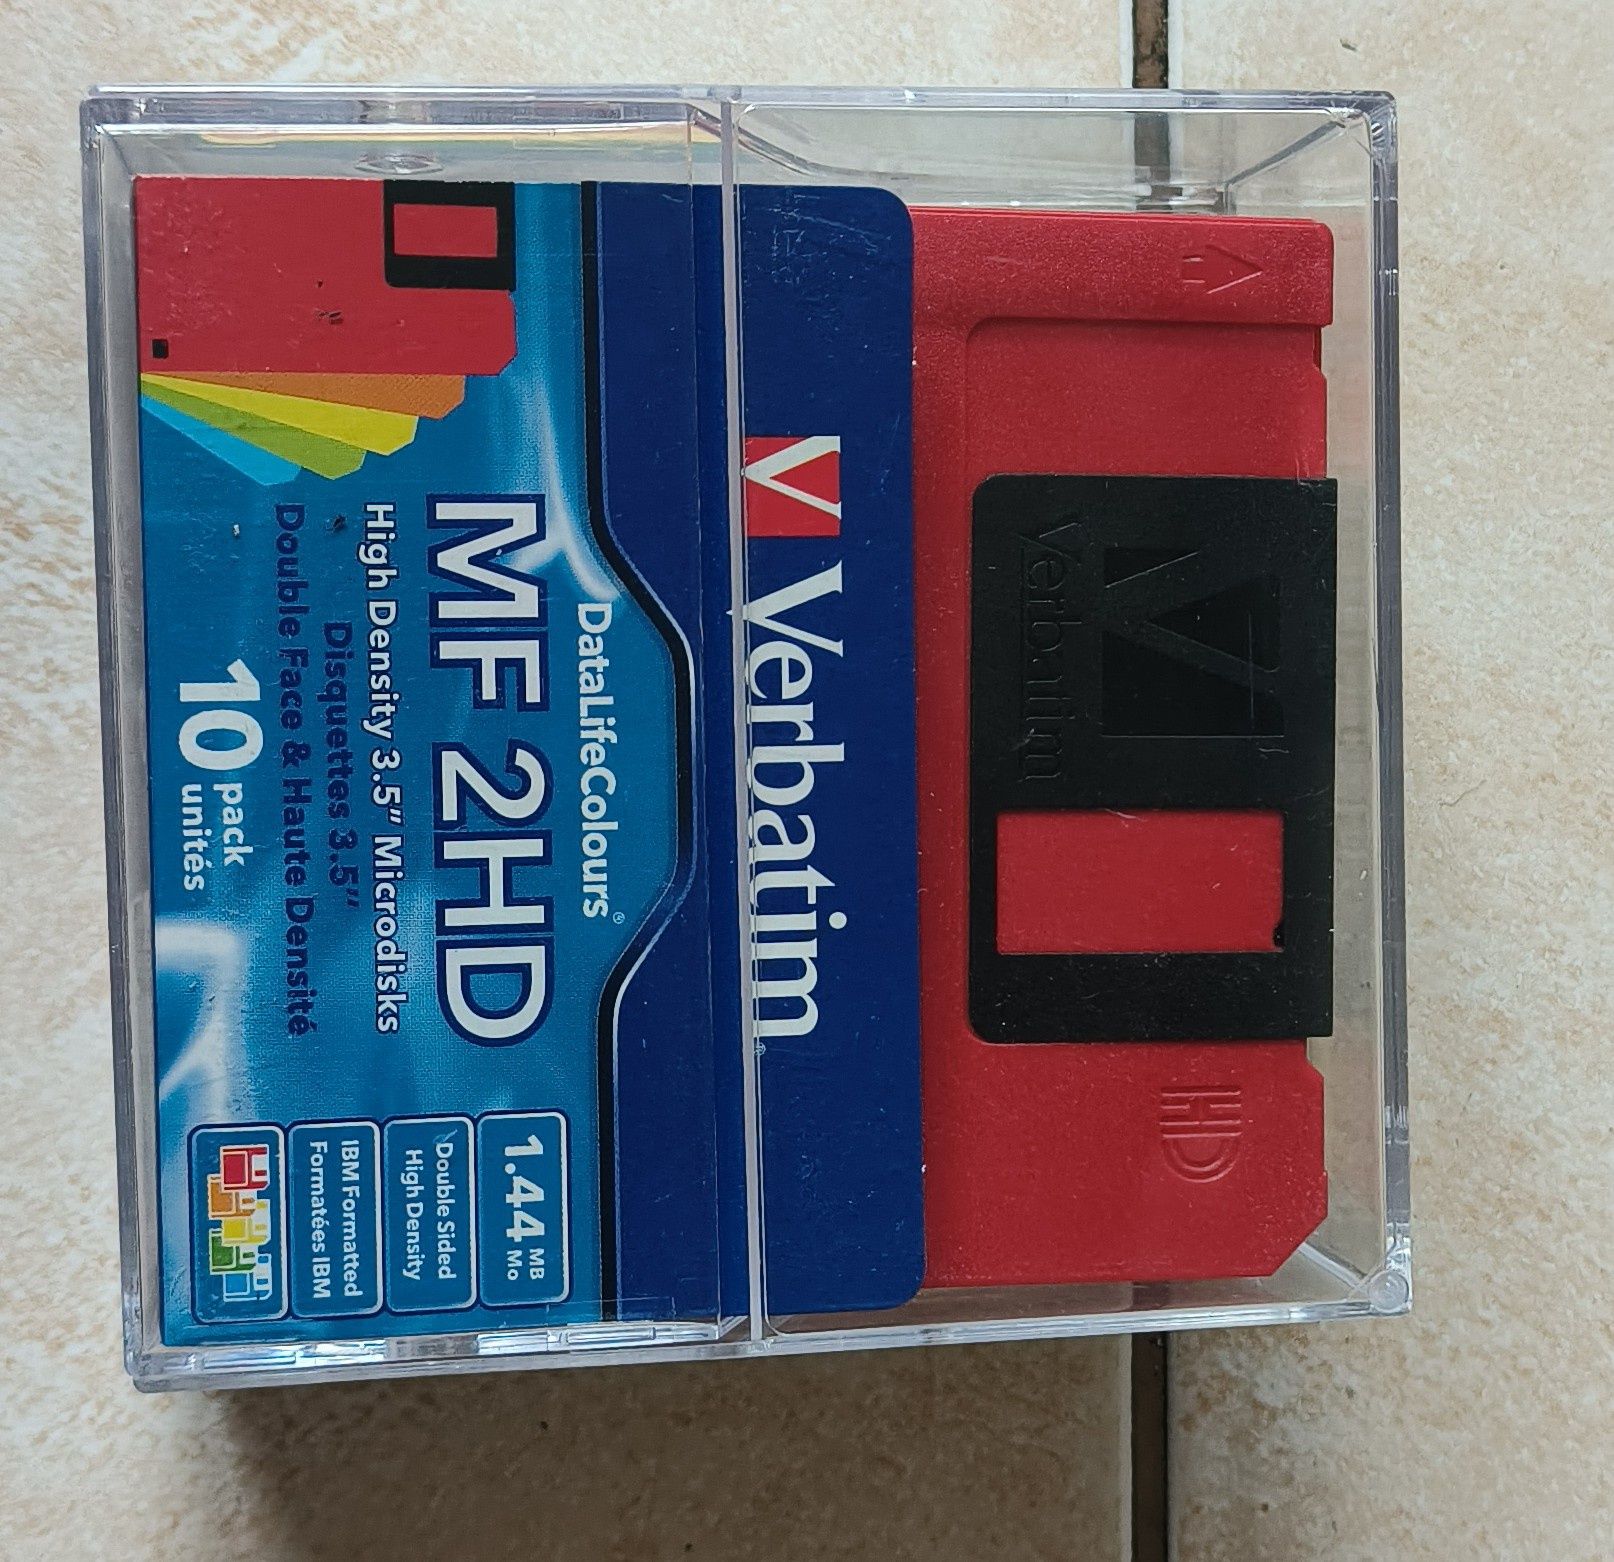 Verbatim
HD
Verbatim®
DataLifeColours®
MF 2HD
High Density 3.5" Microdisks
Disquettes 3.5"
Double Face & Haute Densité
10 pack
unités
1.44 MB
Mo
Double Sided
High Density
IBM Formatted
Formatées IBM